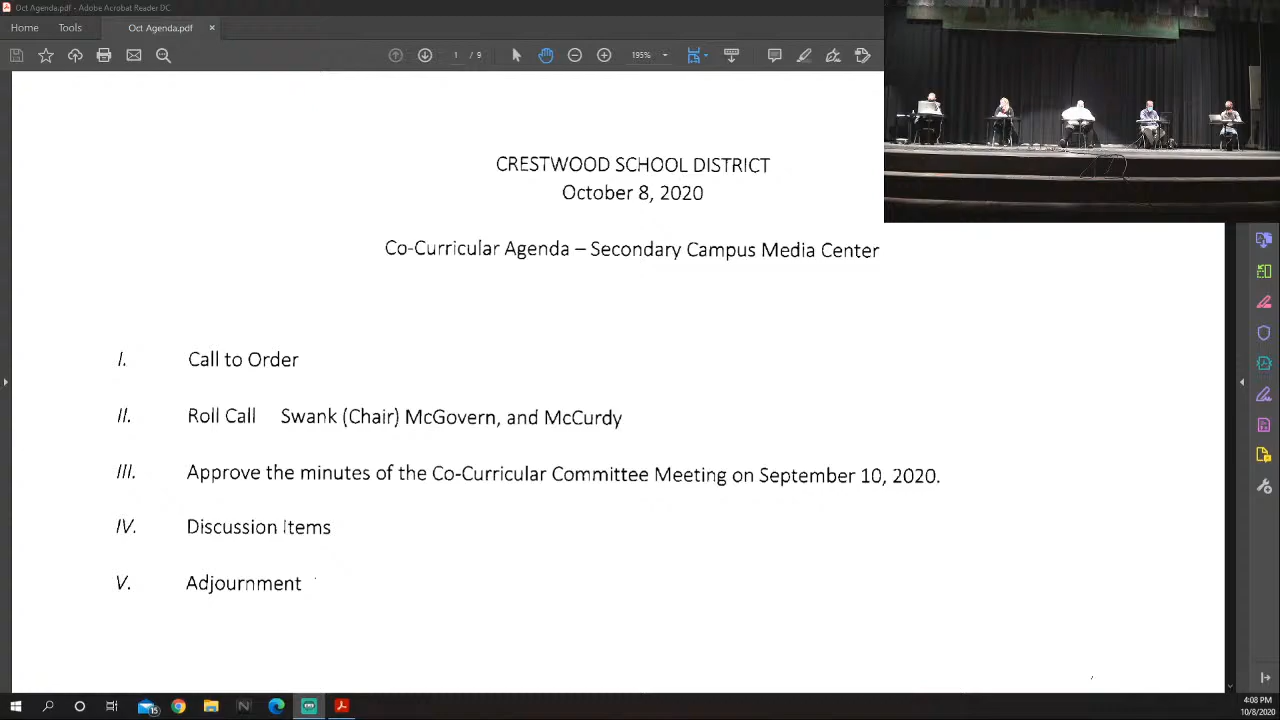 Oct Agenda.pdf - Adobe Acrobat Reader DC
Home Tools Oct Agenda.pdf ×
1 / 9 195%
CRESTWOOD SCHOOL DISTRICT
October 8, 2020
Co-Curricular Agenda – Secondary Campus Media Center
I. Call to Order
II. Roll Call Swank (Chair) McGovern, and McCurdy
III. Approve the minutes of the Co-Curricular Committee Meeting on September 10, 2020.
IV. Discussion Items
V. Adjournment
15
4:08 PM
10/8/2020